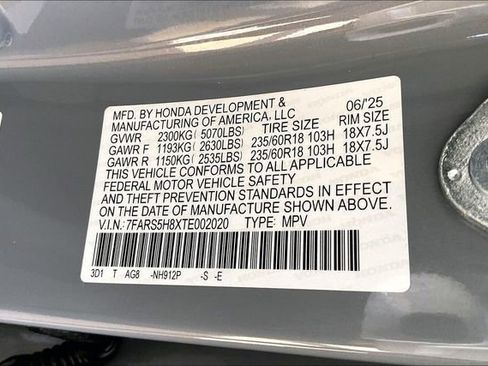 MFD. BY HONDA DEVELOPMENT & 06/'25
MANUFACTURING OF AMERICA, LLC
GVWR 2300KG(5070LBS) TIRE SIZE RIM SIZE
GAWR F 1193KG(2630LBS) 235/60R18 103H 18X7.5J
GAWR R 1150KG(2535LBS) 235/60R18 103H 18X7.5J
THIS VEHICLE CONFORMS TO ALL APPLICABLE
FEDERAL MOTOR VEHICLE SAFETY
AND THEFT PREVENTION STANDARDS IN EFFECT
ON THE DATE OF MANUFACTURE SHOWN ABOVE.
V.I.N.: 7FARS5H8XTE002020 TYPE: MPV
3D1 T AG8 -NH912P -S -E